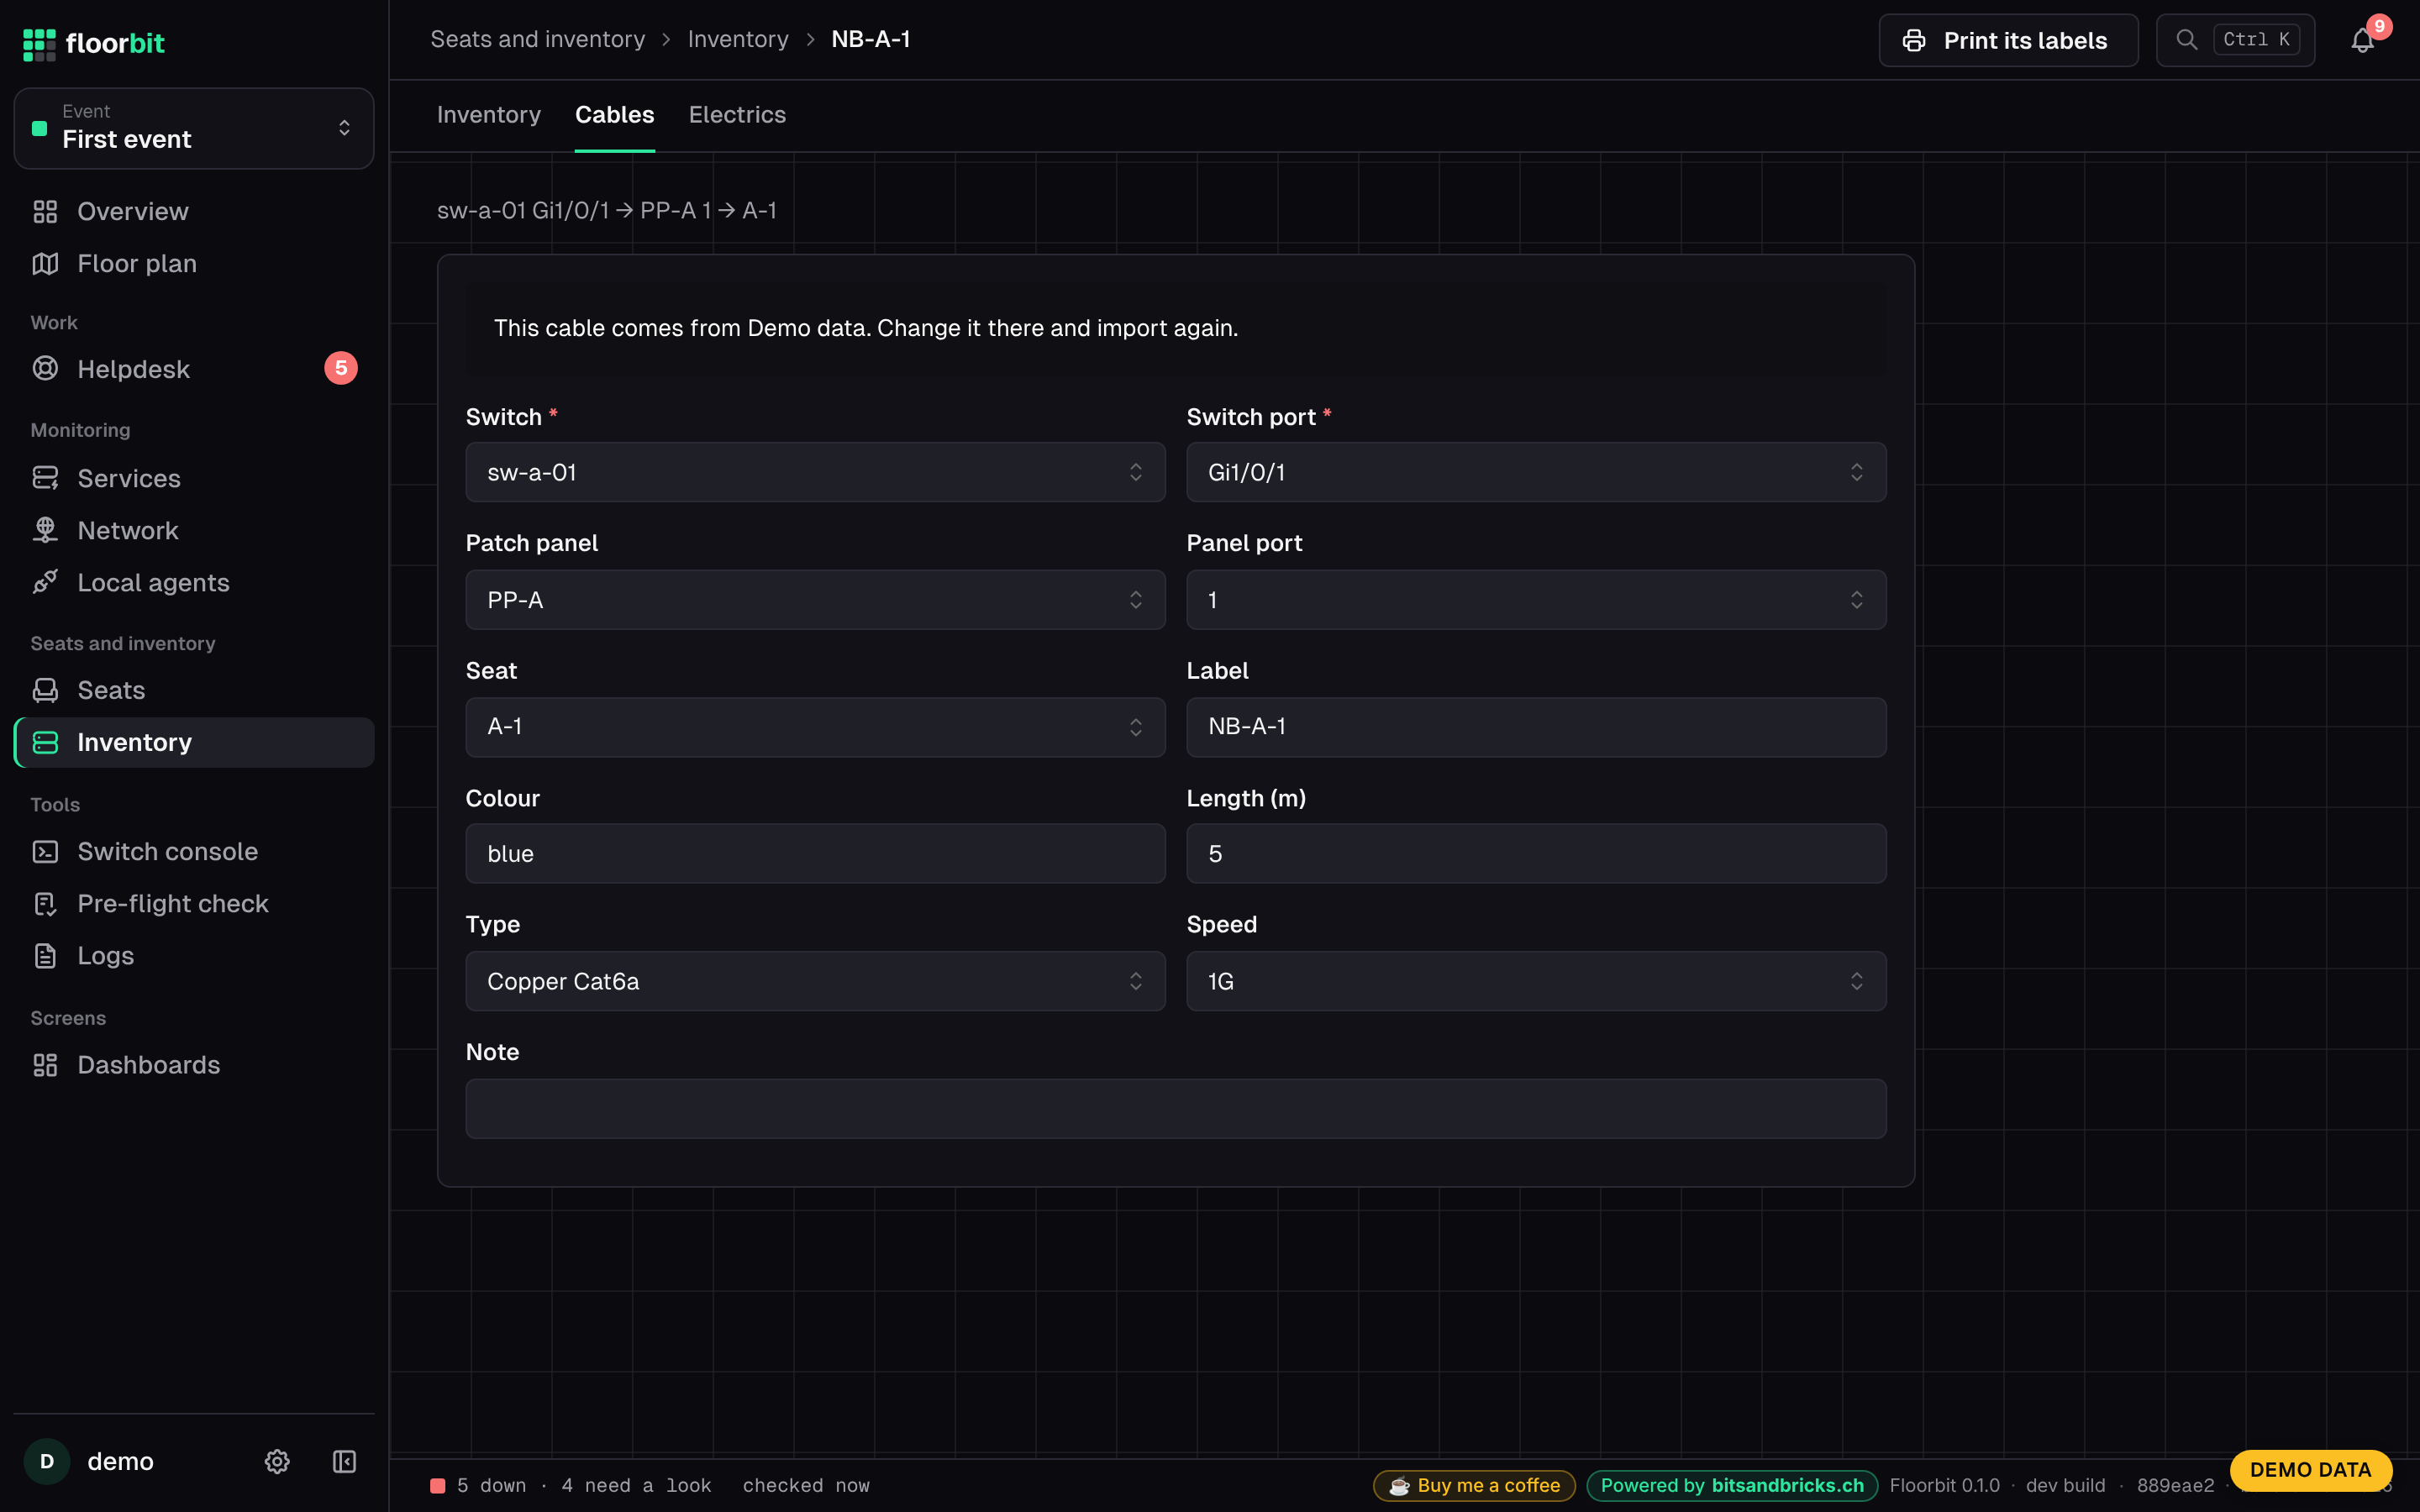 floorbit
Event
First event
Overview
Floor plan
Work
Helpdesk 5
Monitoring
Services
Network
Local agents
Seats and inventory
Seats
Inventory
Tools
Switch console
Pre-flight check
Logs
Screens
Dashboards
D demo
Seats and inventory > Inventory > NB-A-1
Print its labels
Ctrl K
9
Inventory Cables Electrics
sw-a-01 Gi1/0/1 → PP-A 1 → A-1
This cable comes from Demo data. Change it there and import again.
Switch * Switch port *
sw-a-01 Gi1/0/1
Patch panel Panel port
PP-A 1
Seat Label
A-1 NB-A-1
Colour Length (m)
blue 5
Type Speed
Copper Cat6a 1G
Note
5 down · 4 need a look checked now
☕ Buy me a coffee Powered by bitsandbricks.ch Floorbit 0.1.0 · dev build · 889eae2 ·
DEMO DATA